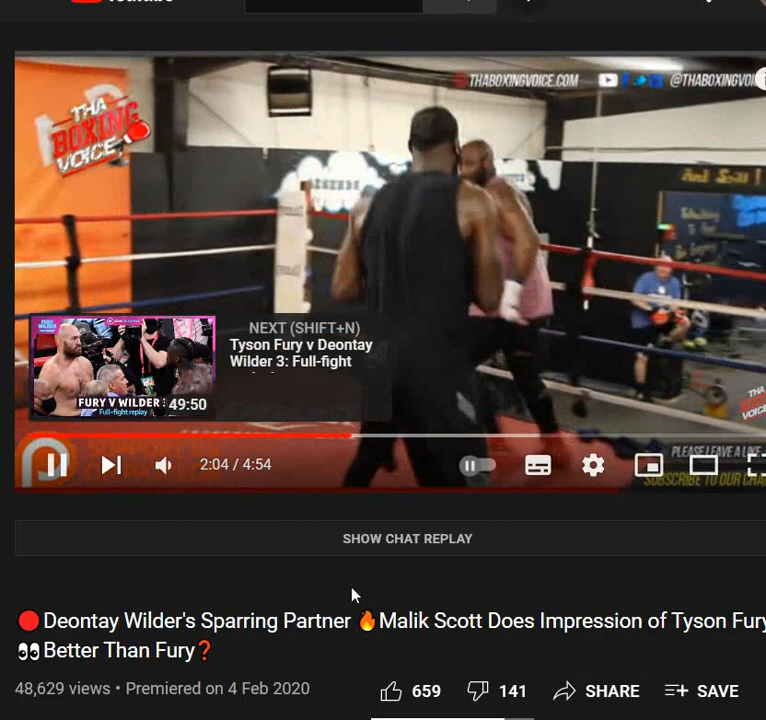 THABOXINGVOICE.COM
@THABOXINGVOI
THA
BOXING
VOICE
NEXT (SHIFT+N)
Tyson Fury v Deontay
Wilder 3: Full-fight
FURY V WILDER
Full-fight replay
49:50
THA
PLEASE LEAVE A LIKE
SUBSCRIBE TO OUR CHA
2:04 / 4:54
SHOW CHAT REPLAY
🔴Deontay Wilder's Sparring Partner 🔥Malik Scott Does Impression of Tyson Fury
👀Better Than Fury❓
48,629 views • Premiered on 4 Feb 2020
659
141
SHARE
SAVE